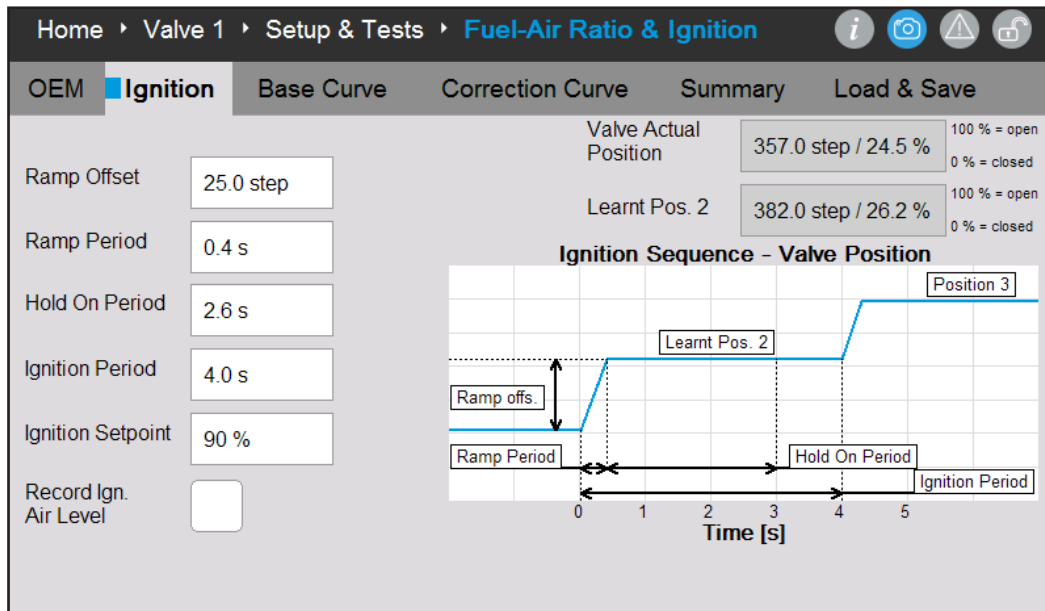 Home ‣ Valve 1 ‣ Setup & Tests ‣ Fuel-Air Ratio & Ignition
i
OEM Ignition Base Curve Correction Curve Summary Load & Save
Valve Actual
Position
357.0 step / 24.5 %
100 % = open
0 % = closed
Learnt Pos. 2
382.0 step / 26.2 %
100 % = open
0 % = closed
Ramp Offset
25.0 step
Ramp Period
0.4 s
Hold On Period
2.6 s
Ignition Period
4.0 s
Ignition Setpoint
90 %
Record Ign.
Air Level
Ignition Sequence - Valve Position
Position 3
Learnt Pos. 2
Ramp offs.
Ramp Period
Hold On Period
Ignition Period
0 1 2 3 4 5
Time [s]